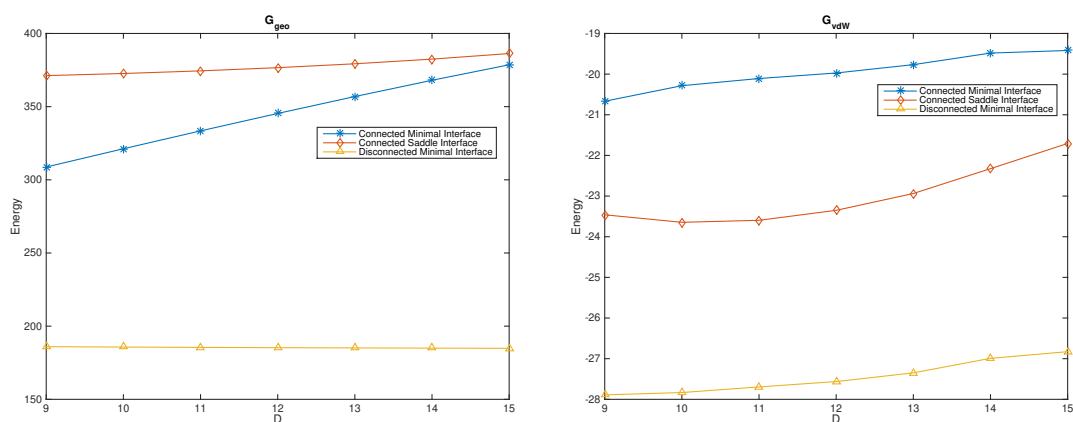 G_geo
400
350
300
250
200
150
Energy
9 10 11 12 13 14 15
D
Connected Minimal Interface
Connected Saddle Interface
Disconnected Minimal Interface
G_vdW
-19
-20
-21
-22
-23
-24
-25
-26
-27
-28
Energy
9 10 11 12 13 14 15
D
Connected Minimal Interface
Connected Saddle Interface
Disconnected Minimal Interface